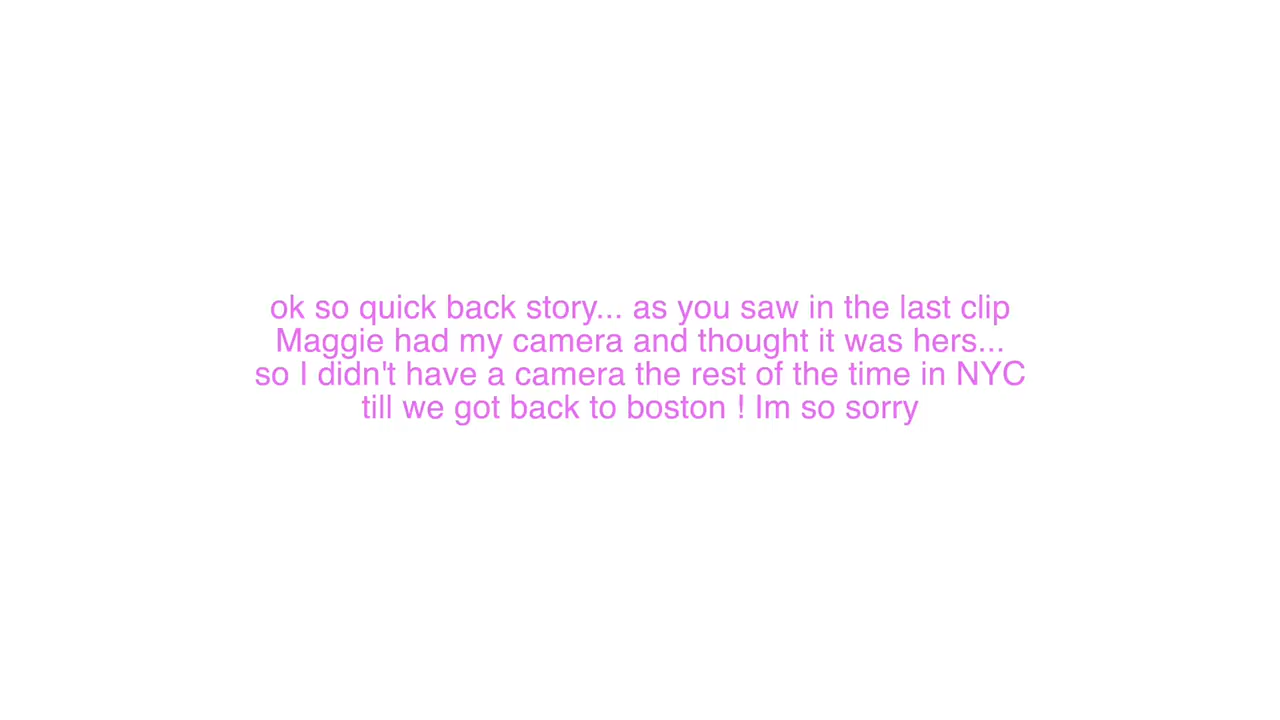 ok so quick back story... as you saw in the last clip
Maggie had my camera and thought it was hers...
so I didn't have a camera the rest of the time in NYC
till we got back to boston ! Im so sorry